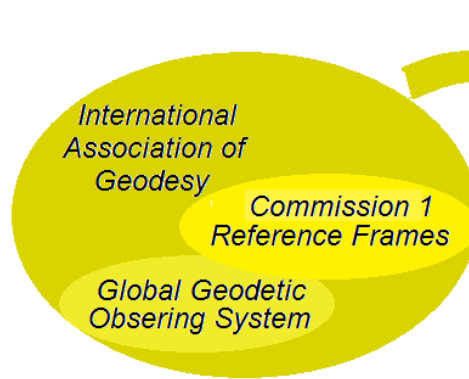 International
Association of
Geodesy
Commission 1
Reference Frames
Global Geodetic
Obsering System